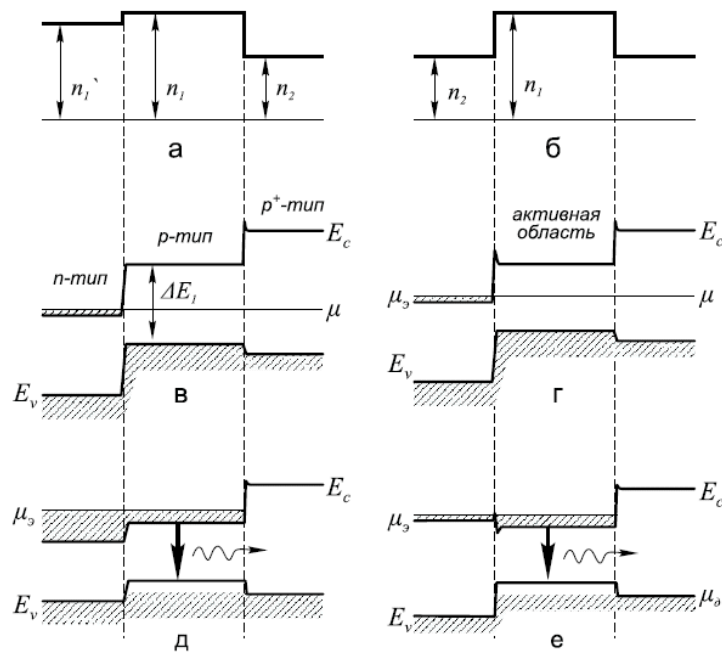 n₁` n₁ n₂
n₂ n₁
а
б
n-тип p-тип p⁺-тип E_c
ΔE₁ μ
E_v
в
активная
область
E_c
μ_э μ
E_v
г
μ_э E_c
E_v
д
μ_э E_c
E_v μ_д
е